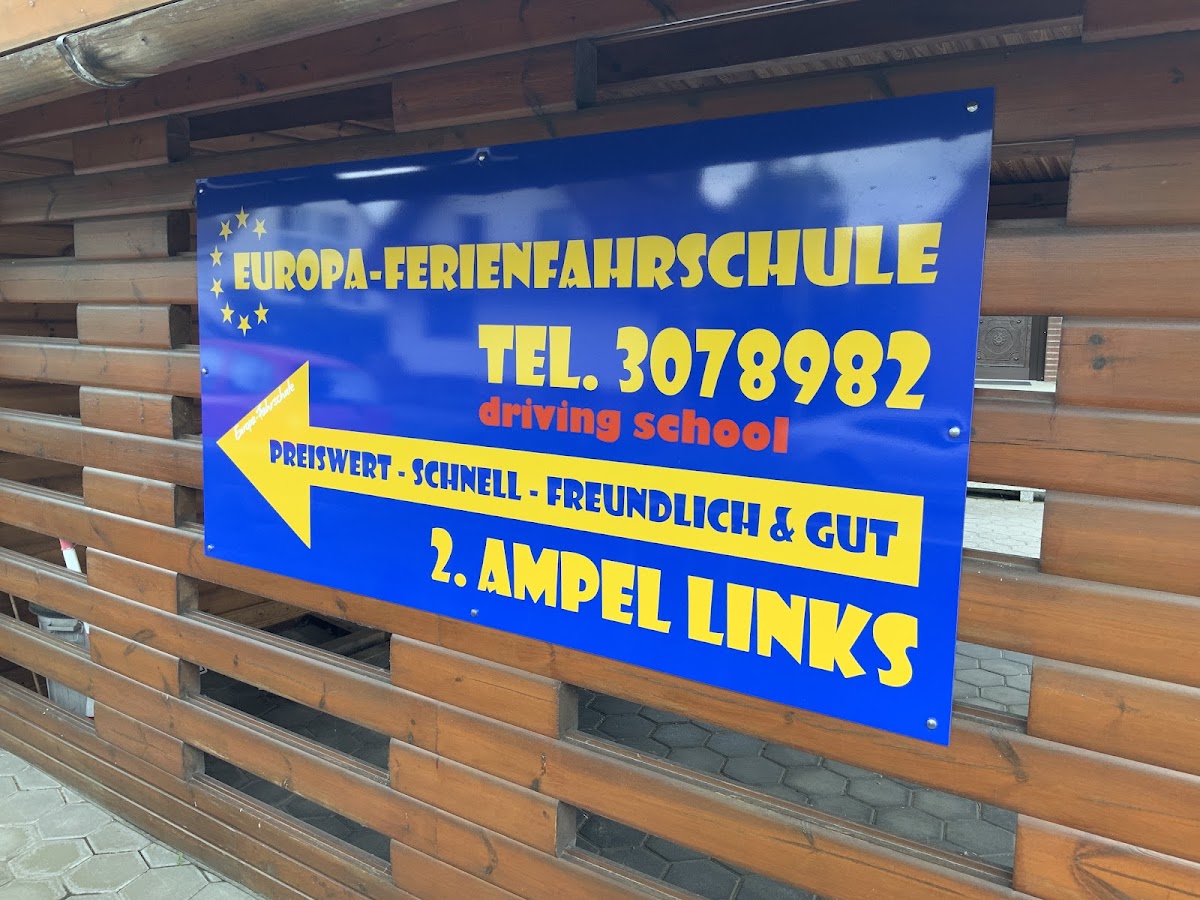 EUROPA-FERIENFAHRSCHULE
TEL. 3078982
driving school
Europa-Fahrschule
PREISWERT - SCHNELL - FREUNDLICH & GUT
2. AMPEL LINKS